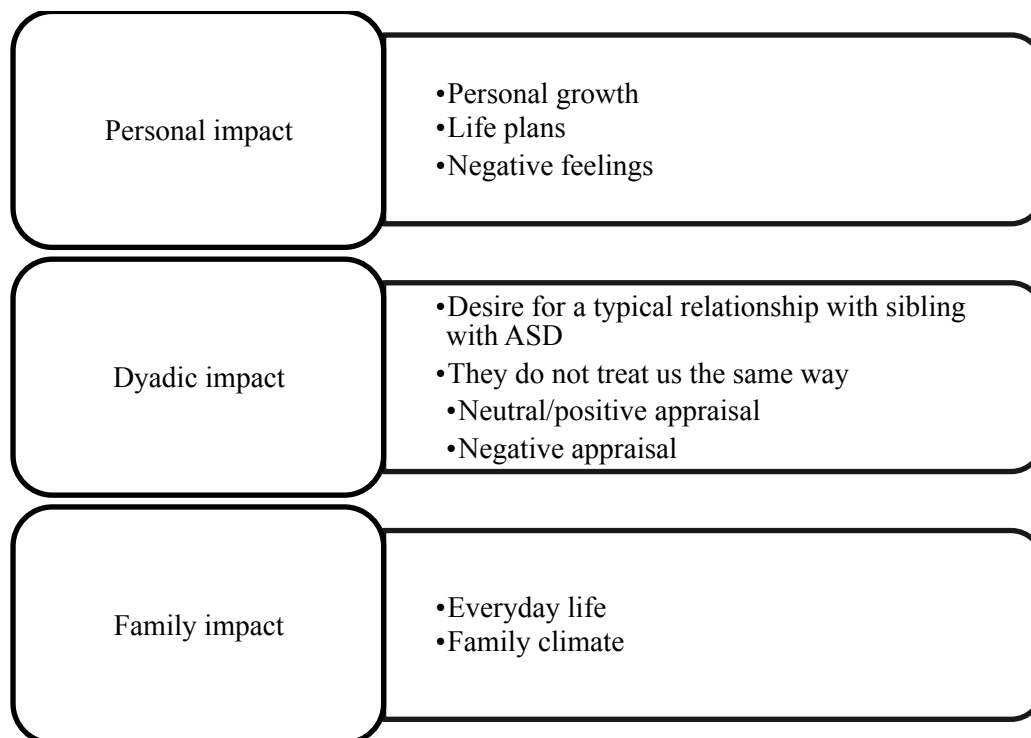 Personal impact
•Personal growth
•Life plans
•Negative feelings
Dyadic impact
•Desire for a typical relationship with sibling
with ASD
•They do not treat us the same way
•Neutral/positive appraisal
•Negative appraisal
Family impact
•Everyday life
•Family climate